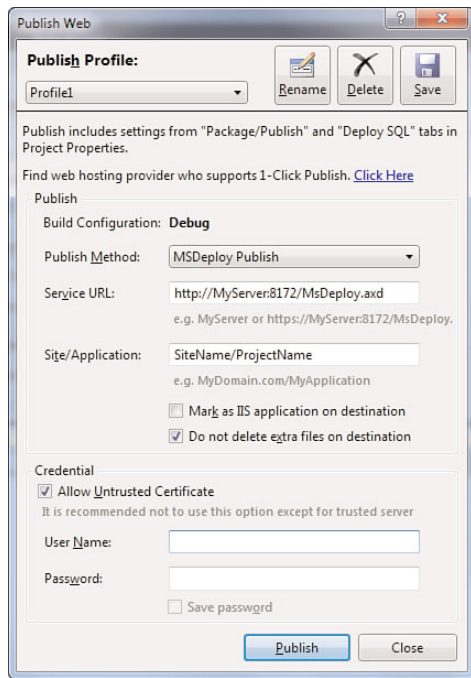 Publish Web
Publish Profile:
Profile1
Rename
Delete
Save
Publish includes settings from "Package/Publish" and "Deploy SQL" tabs in
Project Properties.
Find web hosting provider who supports 1-Click Publish. Click Here
Publish
Build Configuration: Debug
Publish Method: MSDeploy Publish
Service URL: http://MyServer:8172/MsDeploy.axd
e.g. MyServer or https://MyServer:8172/MsDeploy.
Site/Application: SiteName/ProjectName
e.g. MyDomain.com/MyApplication
Mark as IIS application on destination
Do not delete extra files on destination
Credential
Allow Untrusted Certificate
It is recommended not to use this option except for trusted server
User Name:
Password:
Save password
Publish
Close